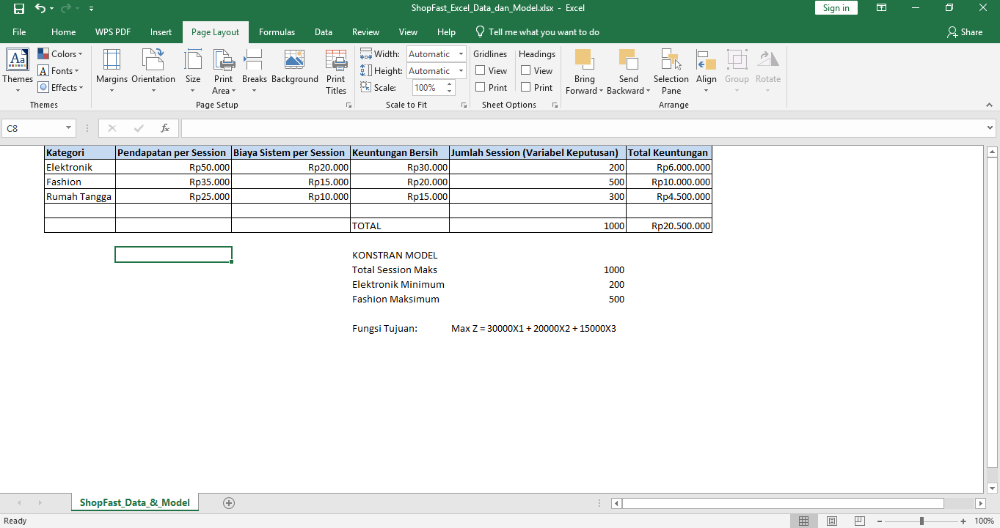 ShopFast_Excel_Data_dan_Model.xlsx - Excel
Sign in
File Home WPS PDF Insert Page Layout Formulas Data Review View Help Tell me what you want to do Share
Themes
Colors
Fonts
Effects
Themes
Margins Orientation Size Print Area Breaks Background Print Titles
Page Setup
Width: Automatic
Height: Automatic
Scale: 100%
Scale to Fit
Gridlines Headings
View View
Print Print
Sheet Options
Bring Forward Send Backward Selection Pane Align Group Rotate
Arrange
C8 fx
Kategori Pendapatan per Session Biaya Sistem per Session Keuntungan Bersih Jumlah Session (Variabel Keputusan) Total Keuntungan
Elektronik Rp50.000 Rp20.000 Rp30.000 200 Rp6.000.000
Fashion Rp35.000 Rp15.000 Rp20.000 500 Rp10.000.000
Rumah Tangga Rp25.000 Rp10.000 Rp15.000 300 Rp4.500.000
TOTAL 1000 Rp20.500.000
KONSTRAN MODEL
Total Session Maks 1000
Elektronik Minimum 200
Fashion Maksimum 500
Fungsi Tujuan: Max Z = 30000X1 + 20000X2 + 15000X3
ShopFast_Data_&_Model
Ready
100%